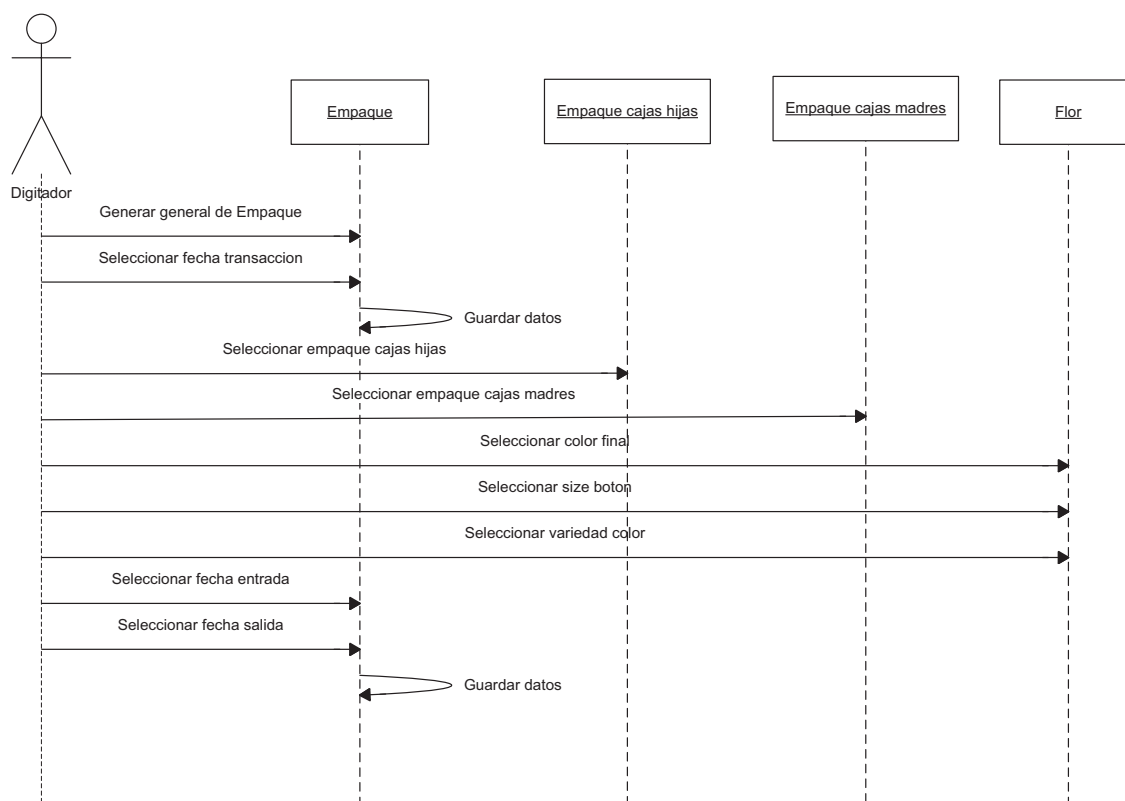 Empaque
Empaque cajas hijas
Empaque cajas madres
Flor
Digitador
Generar general de Empaque
Seleccionar fecha transaccion
Guardar datos
Seleccionar empaque cajas hijas
Seleccionar empaque cajas madres
Seleccionar color final
Seleccionar size boton
Seleccionar variedad color
Seleccionar fecha entrada
Seleccionar fecha salida
Guardar datos